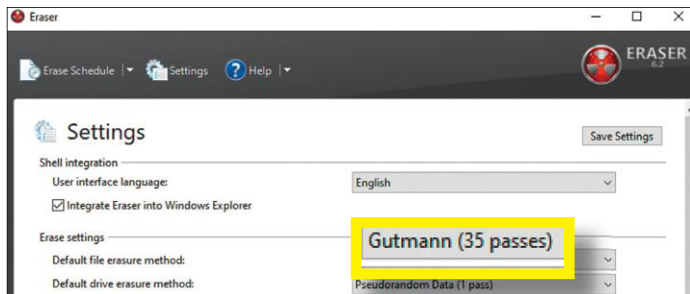 Eraser
Erase Schedule Settings Help
ERASER
6.2
Settings
Save Settings
Shell integration
User interface language: English
Integrate Eraser into Windows Explorer
Erase settings
Default file erasure method: Gutmann (35 passes)
Default drive erasure method: Pseudorandom Data (1 pass)